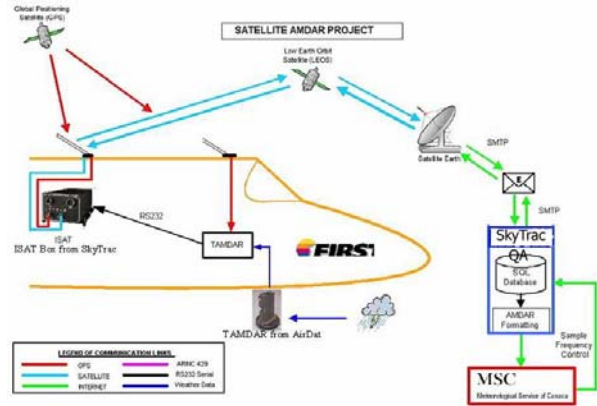 Global Positioning
Satellite (GPS)
SATELLITE AMDAR PROJECT
Low Earth Orbit
Satellite (LEOS)
SMTP
Satellite Earth
SMTP
RS232
ISAT
ISAT Box from SkyTrac
TAMDAR
FIRST
TAMDAR from AirDat
SkyTrac
QA
SQL
Database
AMDAR
Formatting
Sample
Frequency
Control
MSC
Meteorological Service of Canada
LEGEND OF COMMUNICATION LINKS
GPS
ARINC 429
SATELLITE
RS232 Serial
INTERNET
Weather Data